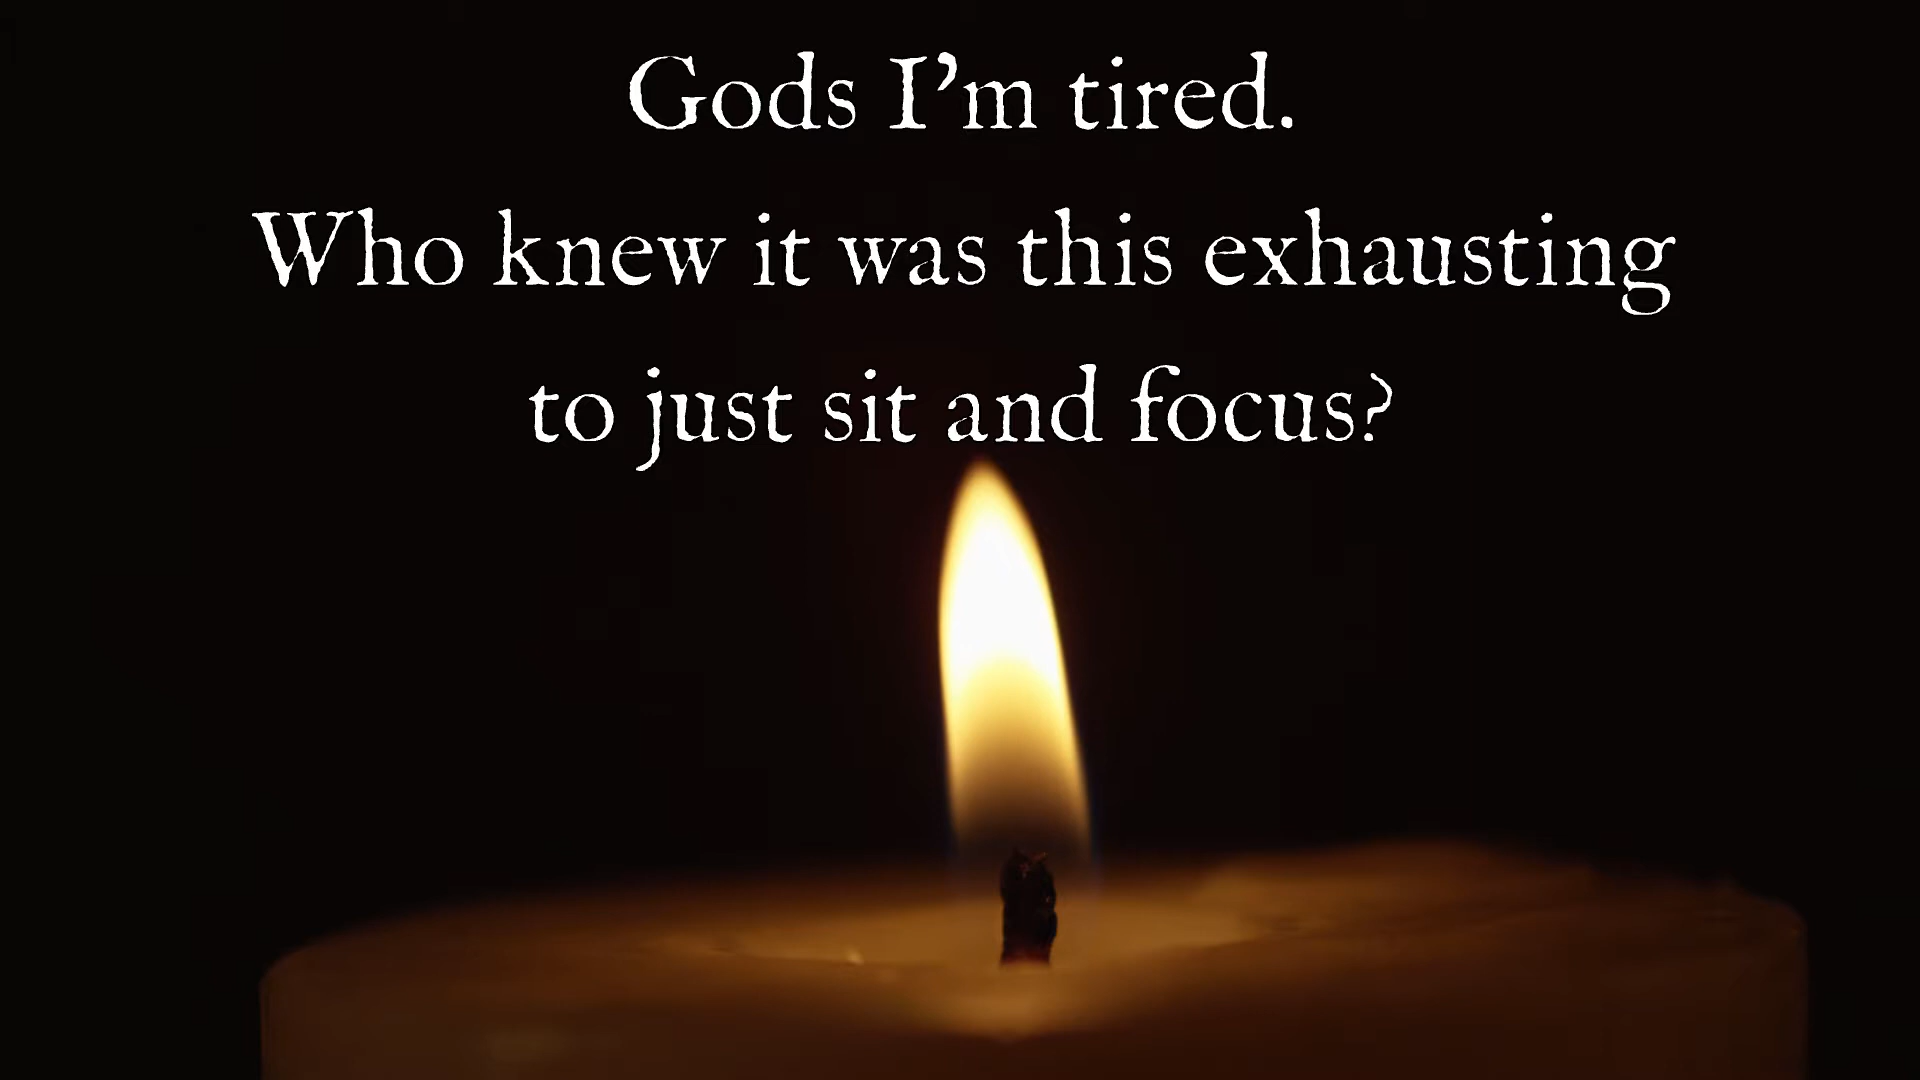 Gods I’m tired.
Who knew it was this exhausting
to just sit and focus?